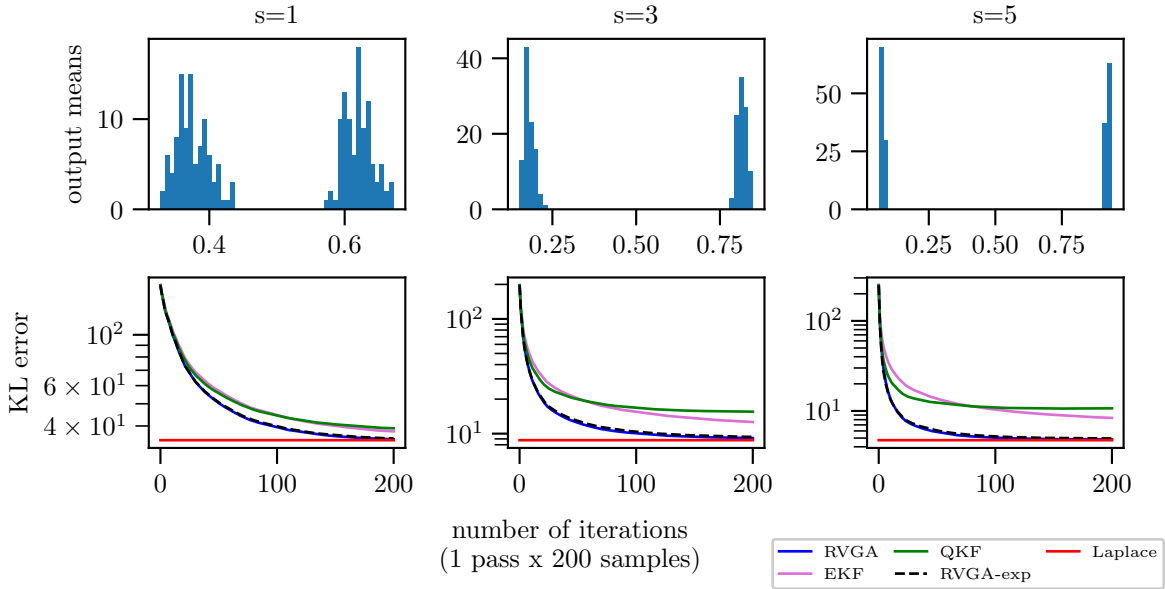 s=1
s=3
s=5
output means
10
0
0.4
0.6
40
20
0
0.25
0.50
0.75
50
25
0
0.25
0.50
0.75
KL error
10²
6 × 10¹
4 × 10¹
0
100
200
10²
10¹
0
100
200
10²
10¹
0
100
200
number of iterations
(1 pass x 200 samples)
RVGA
EKF
QKF
RVGA-exp
Laplace